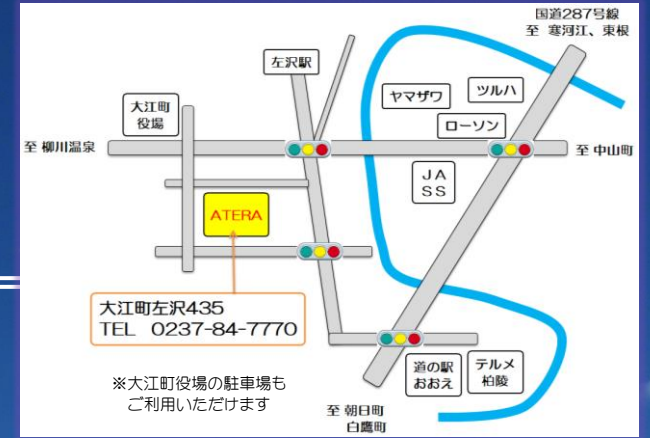 国道287号線
至 寒河江、東根
左沢駅
ヤマザワ
ツルハ
大江町
役場
ローソン
至 柳川温泉
至 中山町
JA
SS
ATERA
大江町左沢435
TEL 0237-84-7770
道の駅
おおえ
テルメ
柏陵
※大江町役場の駐車場も
ご利用いただけます
至 朝日町
白鷹町